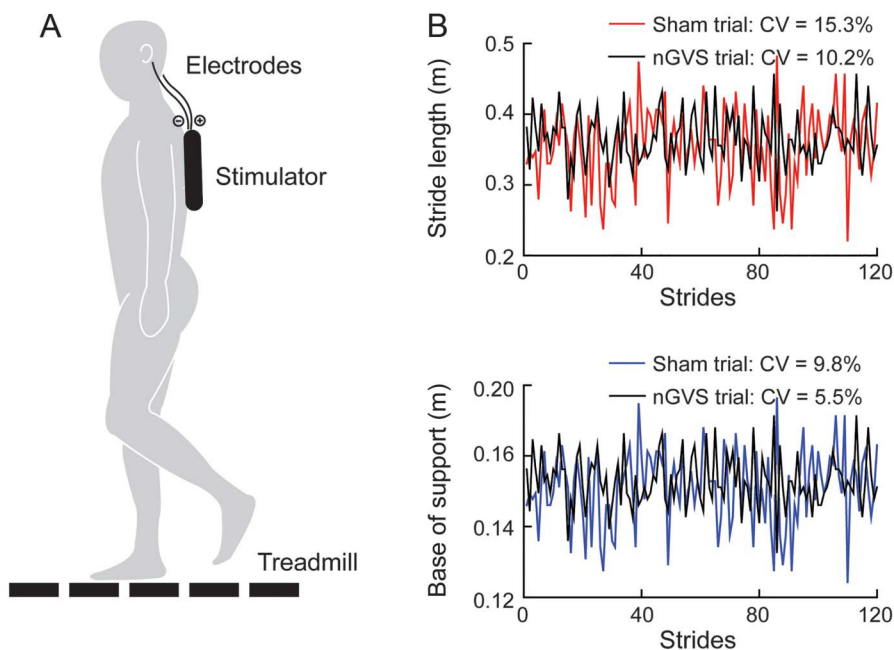 A
Electrodes
⊖ ⊕
Stimulator
Treadmill
B
Sham trial: CV = 15.3%
nGVS trial: CV = 10.2%
0.5
0.4
0.3
0.2
Stride length (m)
0 40 80 120
Strides
Sham trial: CV = 9.8%
nGVS trial: CV = 5.5%
0.20
0.16
0.14
0.12
Base of support (m)
0 40 80 120
Strides